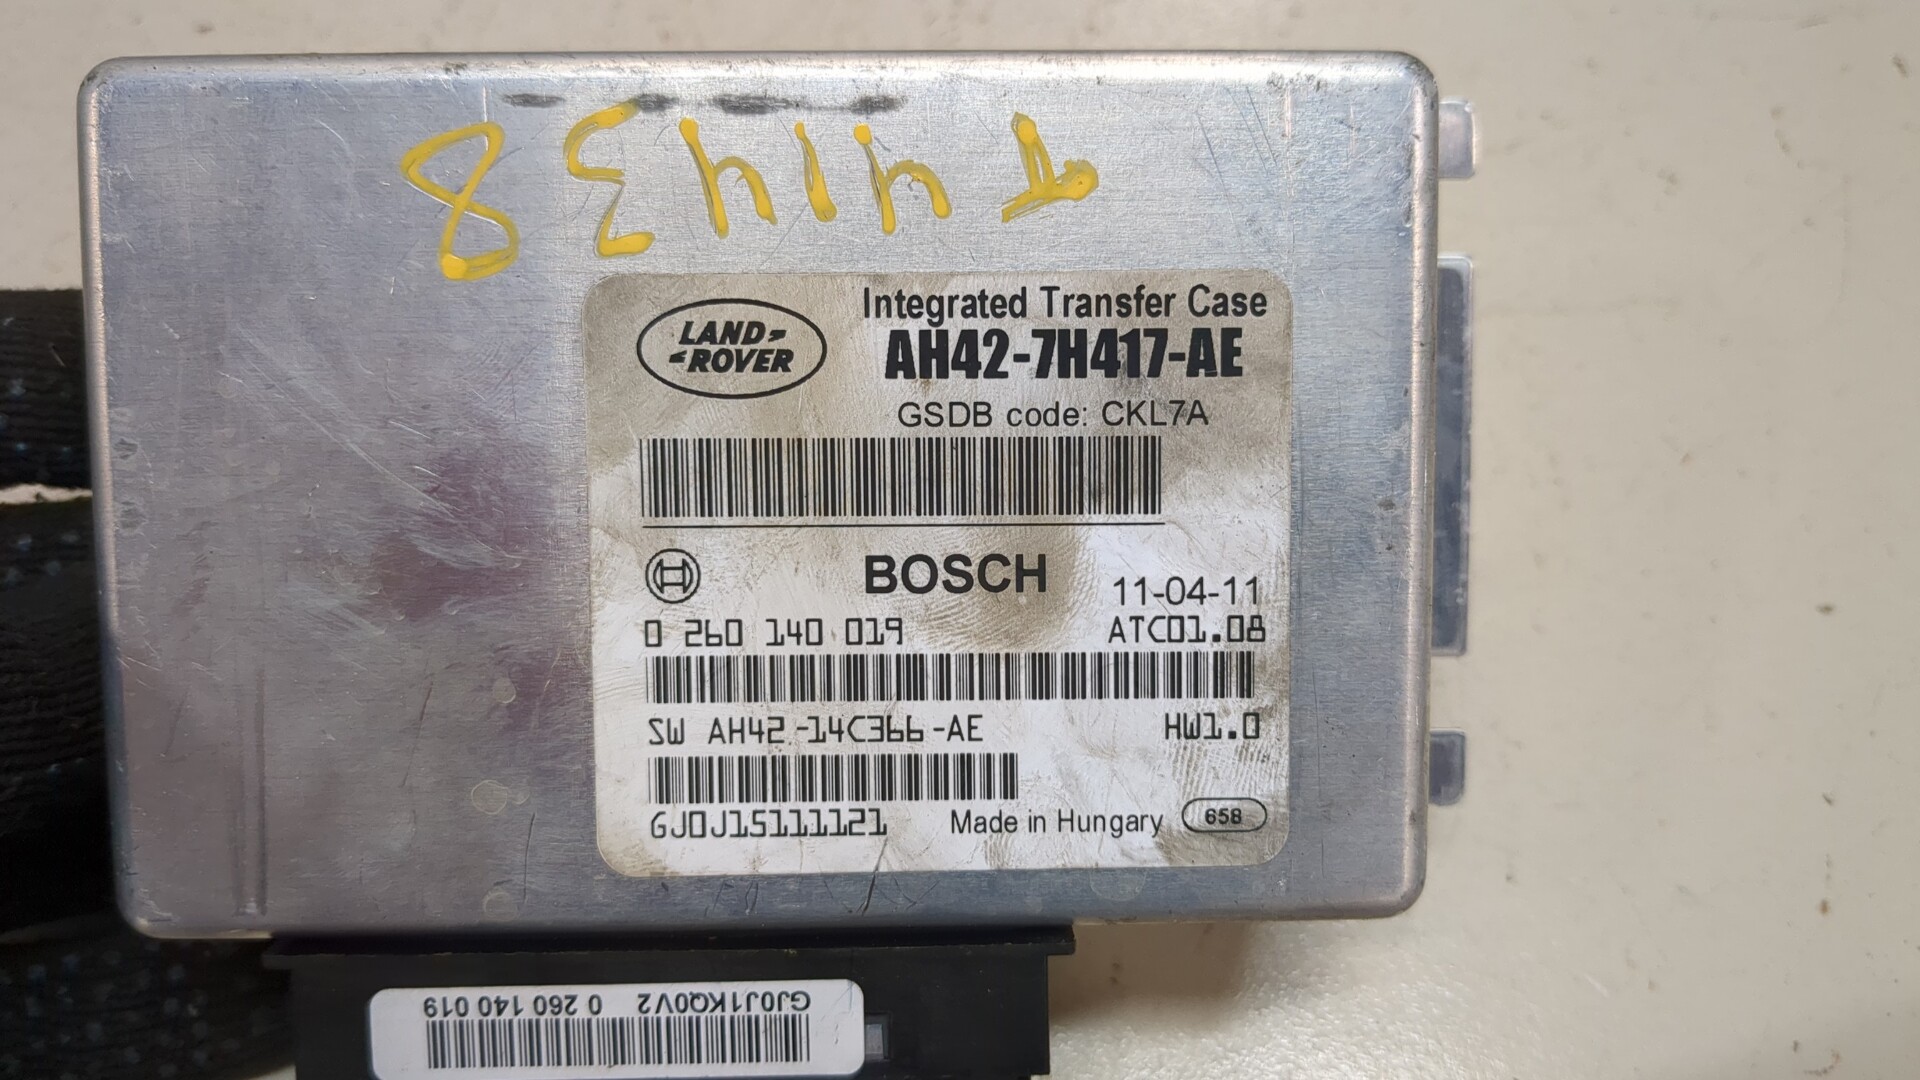 LAND
ROVER
Integrated Transfer Case
AH42-7H417-AE
GSDB code: CKL7A
BOSCH
11-04-11
0 260 140 019 ATC01.08
SW AH42-14C366-AE HW1.0
GJ0J15111121 Made in Hungary 658
GJ0J1KQ0V2 0 260 140 019